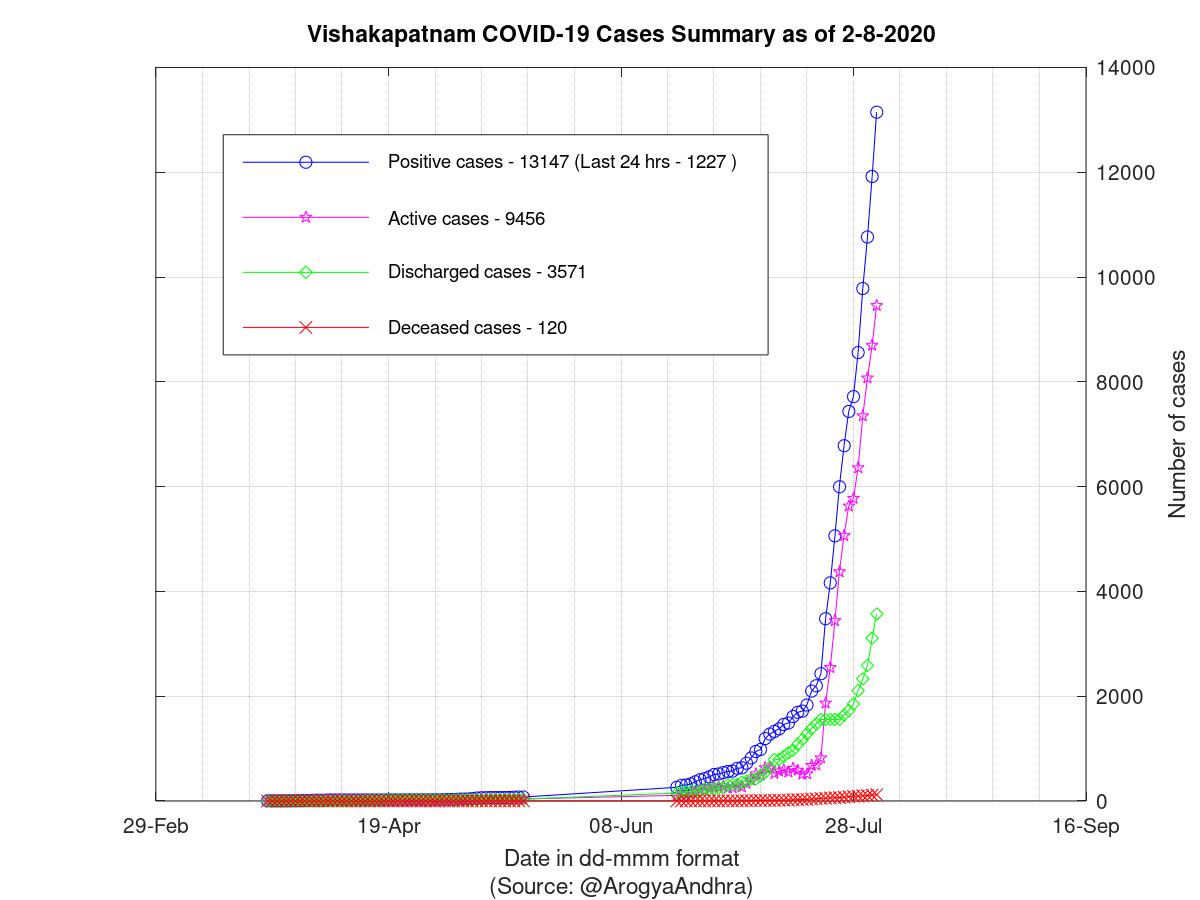 Vishakapatnam COVID-19 Cases Summary as of 2-8-2020
Positive cases - 13147 (Last 24 hrs - 1227 )
Active cases - 9456
Discharged cases - 3571
Deceased cases - 120
14000
12000
10000
8000
6000
4000
2000
0
Number of cases
29-Feb
19-Apr
08-Jun
28-Jul
16-Sep
Date in dd-mmm format
(Source: @ArogyaAndhra)